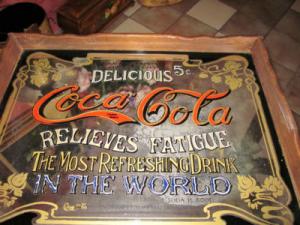 DELICIOUS 5¢
Coca-Cola
RELIEVES FATIGUE
THE MOST REFRESHING DRINK
IN THE WORLD